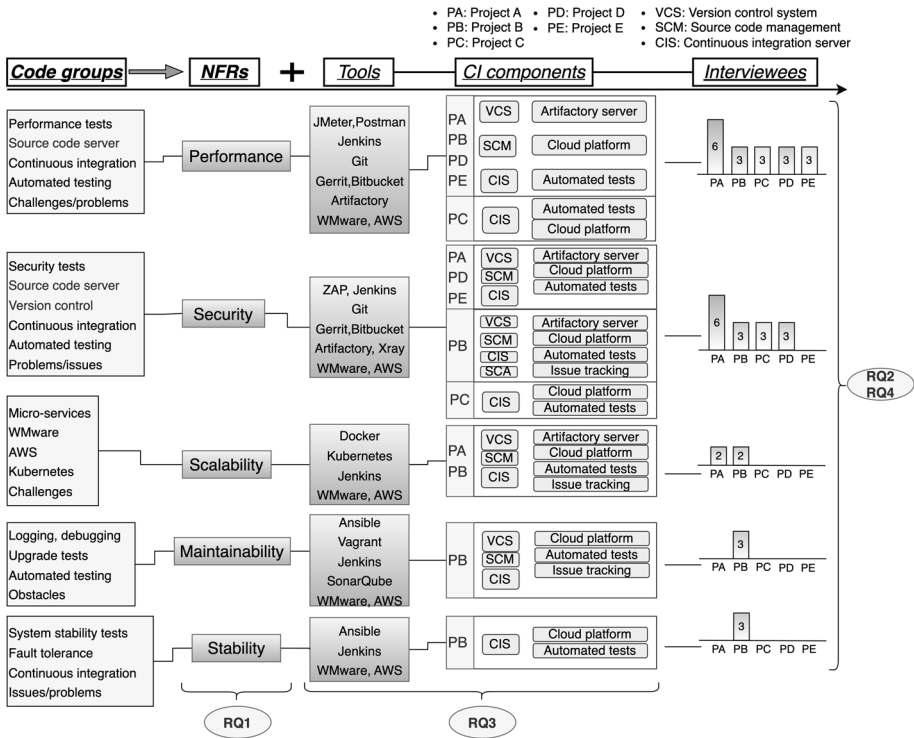 • PA: Project A • PD: Project D • VCS: Version control system
• PB: Project B • PE: Project E • SCM: Source code management
• PC: Project C • CIS: Continuous integration server
Code groups NFRs + Tools CI components Interviewees
Performance tests
Source code server
Continuous integration
Automated testing
Challenges/problems
Performance
JMeter,Postman
Jenkins
Git
Gerrit,Bitbucket
Artifactory
WMware, AWS
PA
PB
PD
PE
VCS
SCM
CIS
Artifactory server
Cloud platform
Automated tests
PC
CIS
Automated tests
Cloud platform
6 3 3 3 3
PA PB PC PD PE
Security tests
Source code server
Version control
Continuous integration
Automated testing
Problems/issues
Security
ZAP, Jenkins
Git
Gerrit,Bitbucket
Artifactory, Xray
WMware, AWS
PA
PD
PE
VCS
SCM
CIS
Artifactory server
Cloud platform
Automated tests
PB
VCS
SCM
CIS
SCA
Artifactory server
Cloud platform
Automated tests
Issue tracking
PC
CIS
Cloud platform
Automated tests
6 3 3 3
PA PB PC PD PE
Micro-services
WMware
AWS
Kubernetes
Challenges
Scalability
Docker
Kubernetes
Jenkins
WMware, AWS
PA
PB
VCS
SCM
CIS
Artifactory server
Cloud platform
Automated tests
Issue tracking
2 2
PA PB PC PD PE
Logging, debugging
Upgrade tests
Automated testing
Obstacles
Maintainability
Ansible
Vagrant
Jenkins
SonarQube
WMware, AWS
PB
VCS
SCM
CIS
Cloud platform
Automated tests
Issue tracking
3
PA PB PC PD PE
System stability tests
Fault tolerance
Continuous integration
Issues/problems
Stability
Ansible
Jenkins
WMware, AWS
PB
CIS
Cloud platform
Automated tests
3
PA PB PC PD PE
RQ2
RQ4
RQ1
RQ3